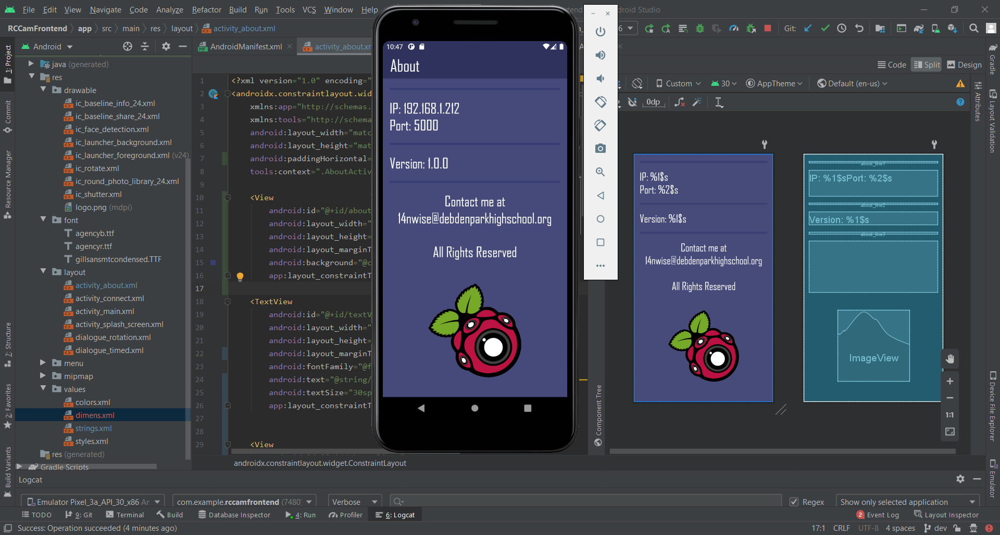 File Edit View Navigate Code Analyze Refactor Build Run Tools VCS Window Help
Android Studio
RCCamFrontend app src main res layout activity_about.xml
Git:
Android
AndroidManifest.xml
activity_about.xm
1: Project
Commit
Resource Manager
7: Structure
2: Favorites
Build Variants
java (generated)
res
drawable
ic_baseline_info_24.xml
ic_baseline_share_24.xml
ic_face_detection.xml
ic_launcher_background.xml
ic_launcher_foreground.xml (v24)
ic_rotate.xml
ic_round_photo_library_24.xml
ic_shutter.xml
logo.png (mdpi)
font
agencyb.ttf
agencyr.ttf
gillsansmtcondensed.TTF
layout
activity_about.xml
activity_connect.xml
activity_main.xml
activity_splash_screen.xml
dialogue_rotation.xml
dialogue_timed.xml
menu
mipmap
values
colors.xml
dimens.xml
strings.xml
styles.xml
res (generated)
Gradle Scripts
1 <?xml version="1.0" encoding="
2 <androidx.constraintlayout.wid
3 xmlns:app="http://schemas.
4 xmlns:tools="http://schema
5 android:layout_width="matc
6 android:layout_height="mat
7 android:paddingHorizontal=
8 tools:context=".AboutActiv
9
10 <View
11 android:id="@+id/about
12 android:layout_width="
13 android:layout_height=
14 android:layout_marginT
15 android:background="@c
16 app:layout_constraintT
17
18 <TextView
19 android:id="@+id/textV
20 android:layout_width="
21 android:layout_height=
22 android:layout_marginT
23 android:fontFamily="@f
24 android:text="@string/
25 android:textSize="30sp
26 app:layout_constraintT
27
28
29 <View
androidx.constraintlayout.widget.ConstraintLayout
10:47
About
IP: 192.168.1.212
Port: 5000
Version: 1.0.0
Contact me at
14nwise@debdenparkhighschool.org
All Rights Reserved
Code Split Design
Custom 30 AppTheme Default (en-us)
0dp
IP: %1$s
Port: %2$s
Version: %1$s
Contact me at
14nwise@debdenparkhighschool.org
All Rights Reserved
about_line1
IP: %1$sPort: %2$s
about_line2
Version: %1$s
about_line3
ImageView
1:1
Component Tree
Attributes
Gradle
Layout Validation
Device File Explorer
Emulator
Logcat
Emulator Pixel_3a_API_30_x86 An
com.example.rccamfrontend (7480)
Verbose
Regex
Show only selected application
TODO 9: Git Terminal Build Database Inspector 4: Run Profiler 6: Logcat
2 Event Log Layout Inspector
Success: Operation succeeded (4 minutes ago)
17:1 CRLF UTF-8 4 spaces dev